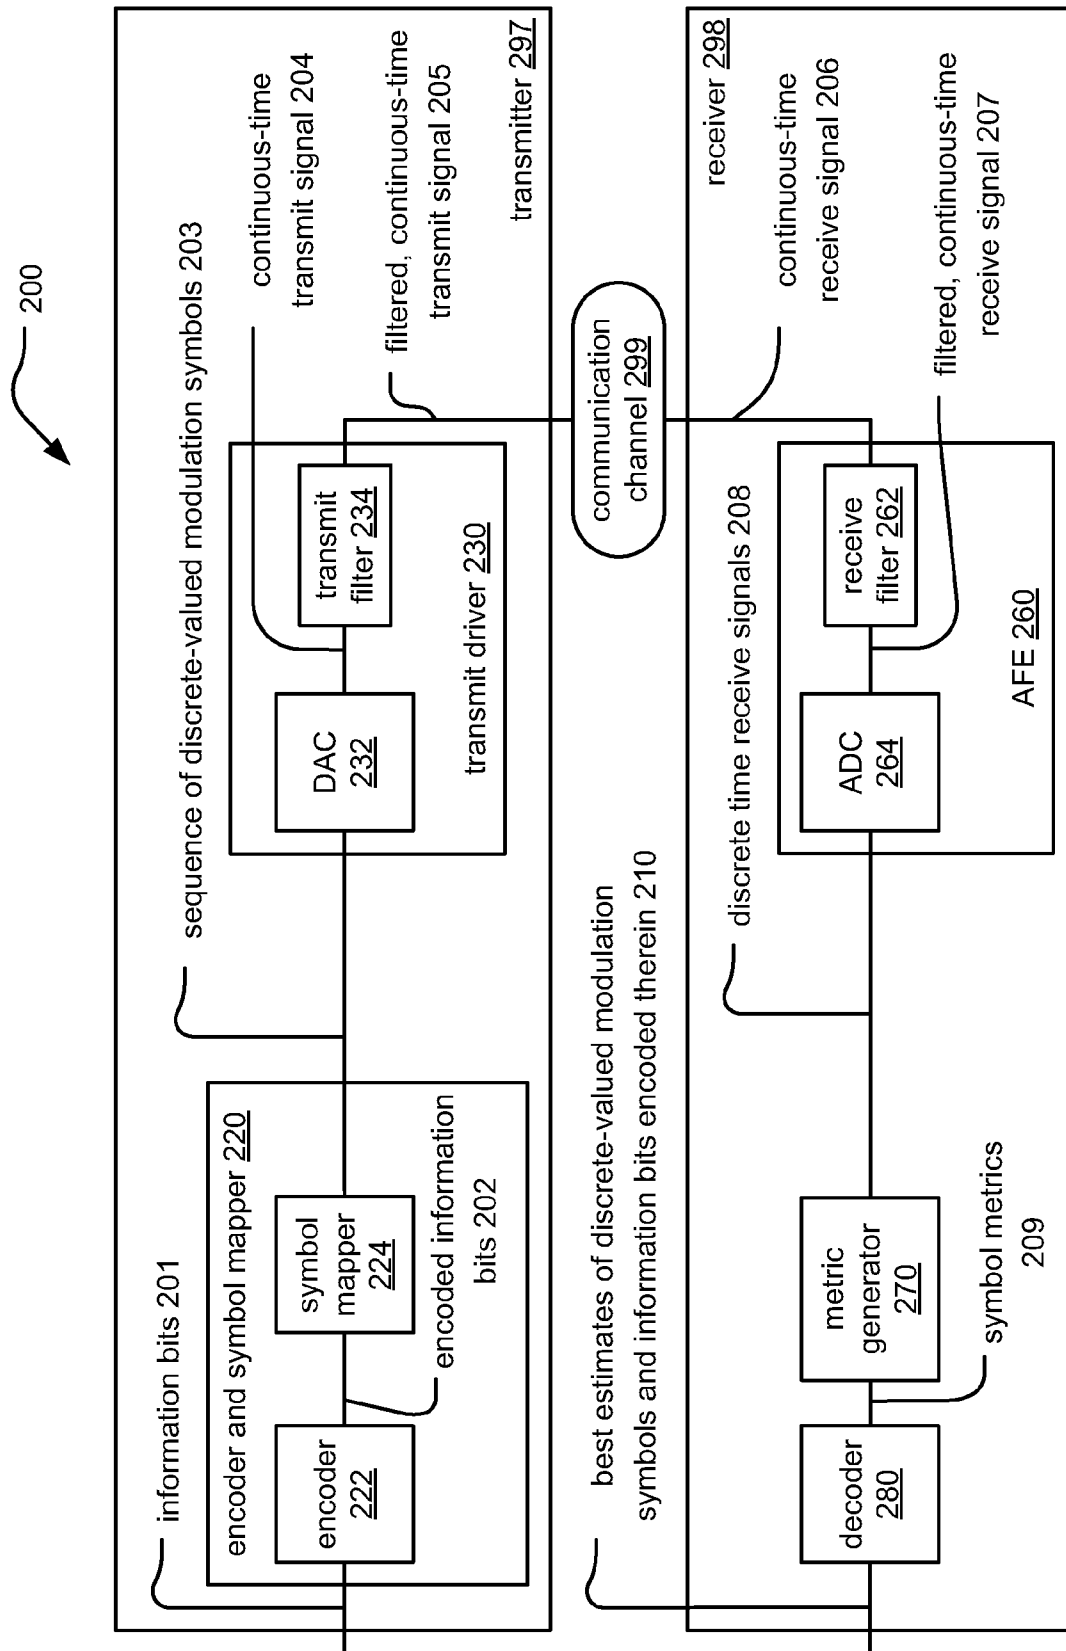 200
information bits 201
sequence of discrete-valued modulation symbols 203
continuous-time
transmit signal 204
filtered, continuous-time
transmit signal 205
transmitter 297
encoder and symbol mapper 220
encoder
222
symbol
mapper
224
encoded information
bits 202
DAC
232
transmit
filter 234
transmit driver 230
communication
channel 299
best estimates of discrete-valued modulation
symbols and information bits encoded therein 210
discrete time receive signals 208
receiver 298
continuous-time
receive signal 206
filtered, continuous-time
receive signal 207
decoder
280
metric
generator
270
symbol metrics
209
ADC
264
receive
filter 262
AFE 260